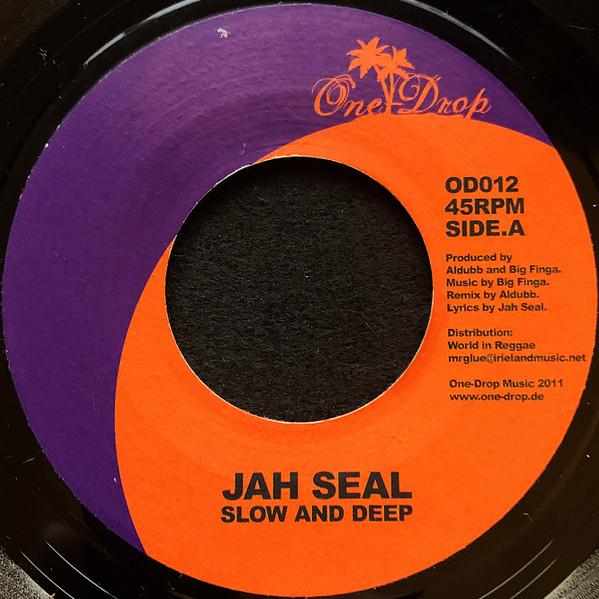 One-Drop
OD012
45RPM
SIDE.A
Produced by
Aldubb and Big Finga.
Music by Big Finga.
Remix by Aldubb.
Lyrics by Jah Seal.
Distribution:
World in Reggae
mrglue@irielandmusic.net
One-Drop Music 2011
www.one-drop.de
JAH SEAL
SLOW AND DEEP